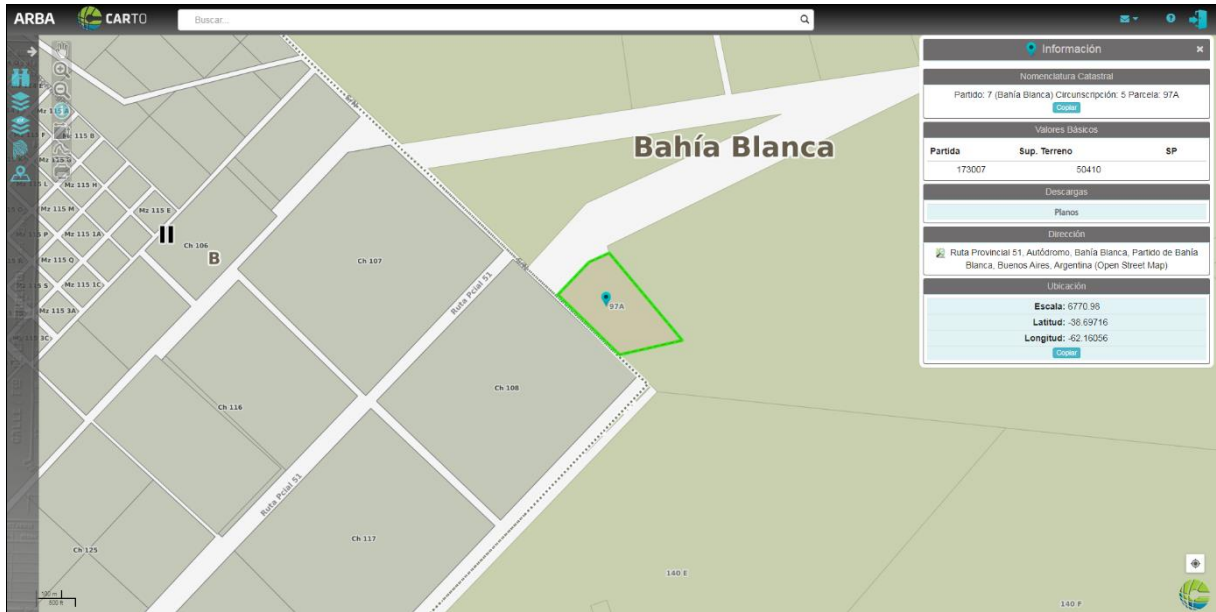 ARBA CARTO
Buscar...
Información
Nomenclatura Catastral
Partido: 7 (Bahía Blanca) Circunscripción: 5 Parcela: 97A
Copiar
Valores Básicos
Partida Sup. Terreno SP
173007 50410
Descargas
Planos
Dirección
Ruta Provincial 51, Autódromo, Bahía Blanca, Partido de Bahía
Blanca, Buenos Aires, Argentina (Open Street Map)
Ubicación
Escala: 6770.98
Latitud: -38.69716
Longitud: -62.16056
Copiar
Bahía Blanca
S/N
Mz 115 B
Mz 115 H
Mz 115 M
Mz 115 E
Mz 115 1A
Mz 115 Q
Mz 115 1C
Mz 115 3A
II
Ch 106
B
Ch 107
S/N
Ruta Pcial 51
97A
Ch 108
Ch 116
Ruta Pcial 51
Ch 117
Ch 125
140 E
140 F
100 m
500 ft